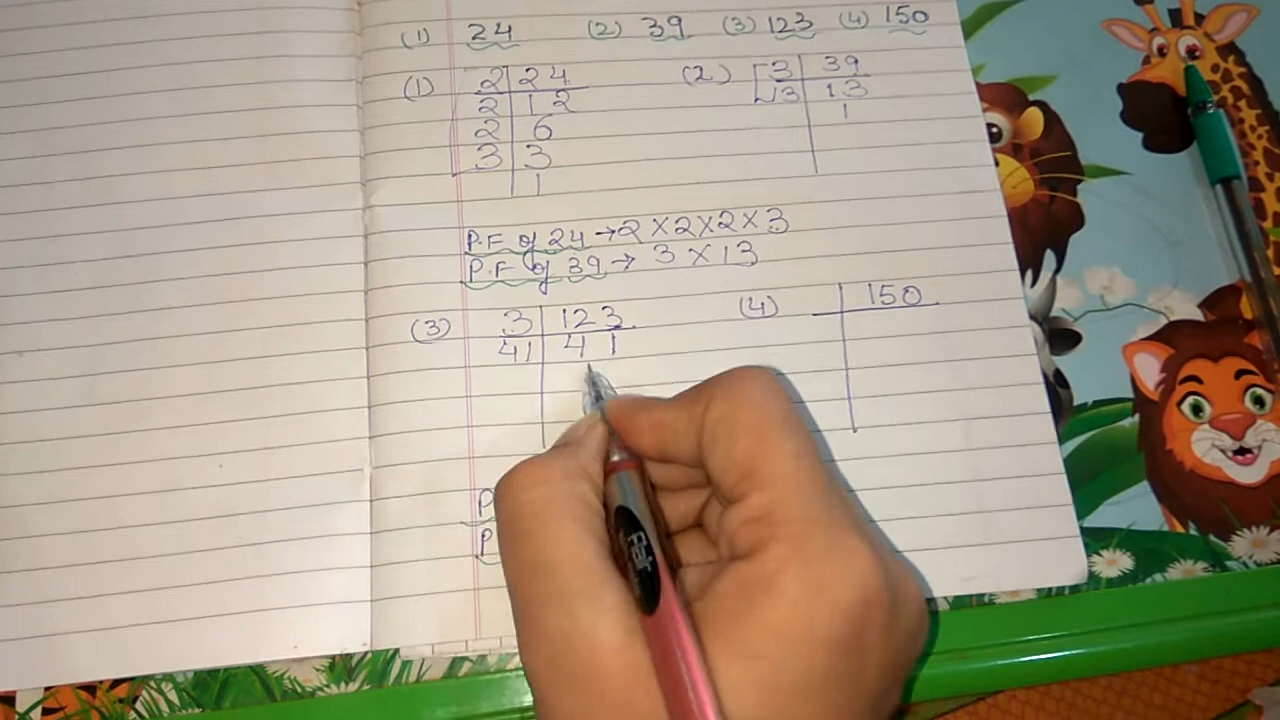 (1) 24 (2) 39 (3) 123 (4) 150
(1) 2 24 (2) 3 39
2 12 13 13
2 6 1
3 3
1
P.F of 24 → 2 X 2 X 2 X 3
P.F of 39 → 3 X 13
(3) 3 123 (4) 150
41 41
P
P
Flair